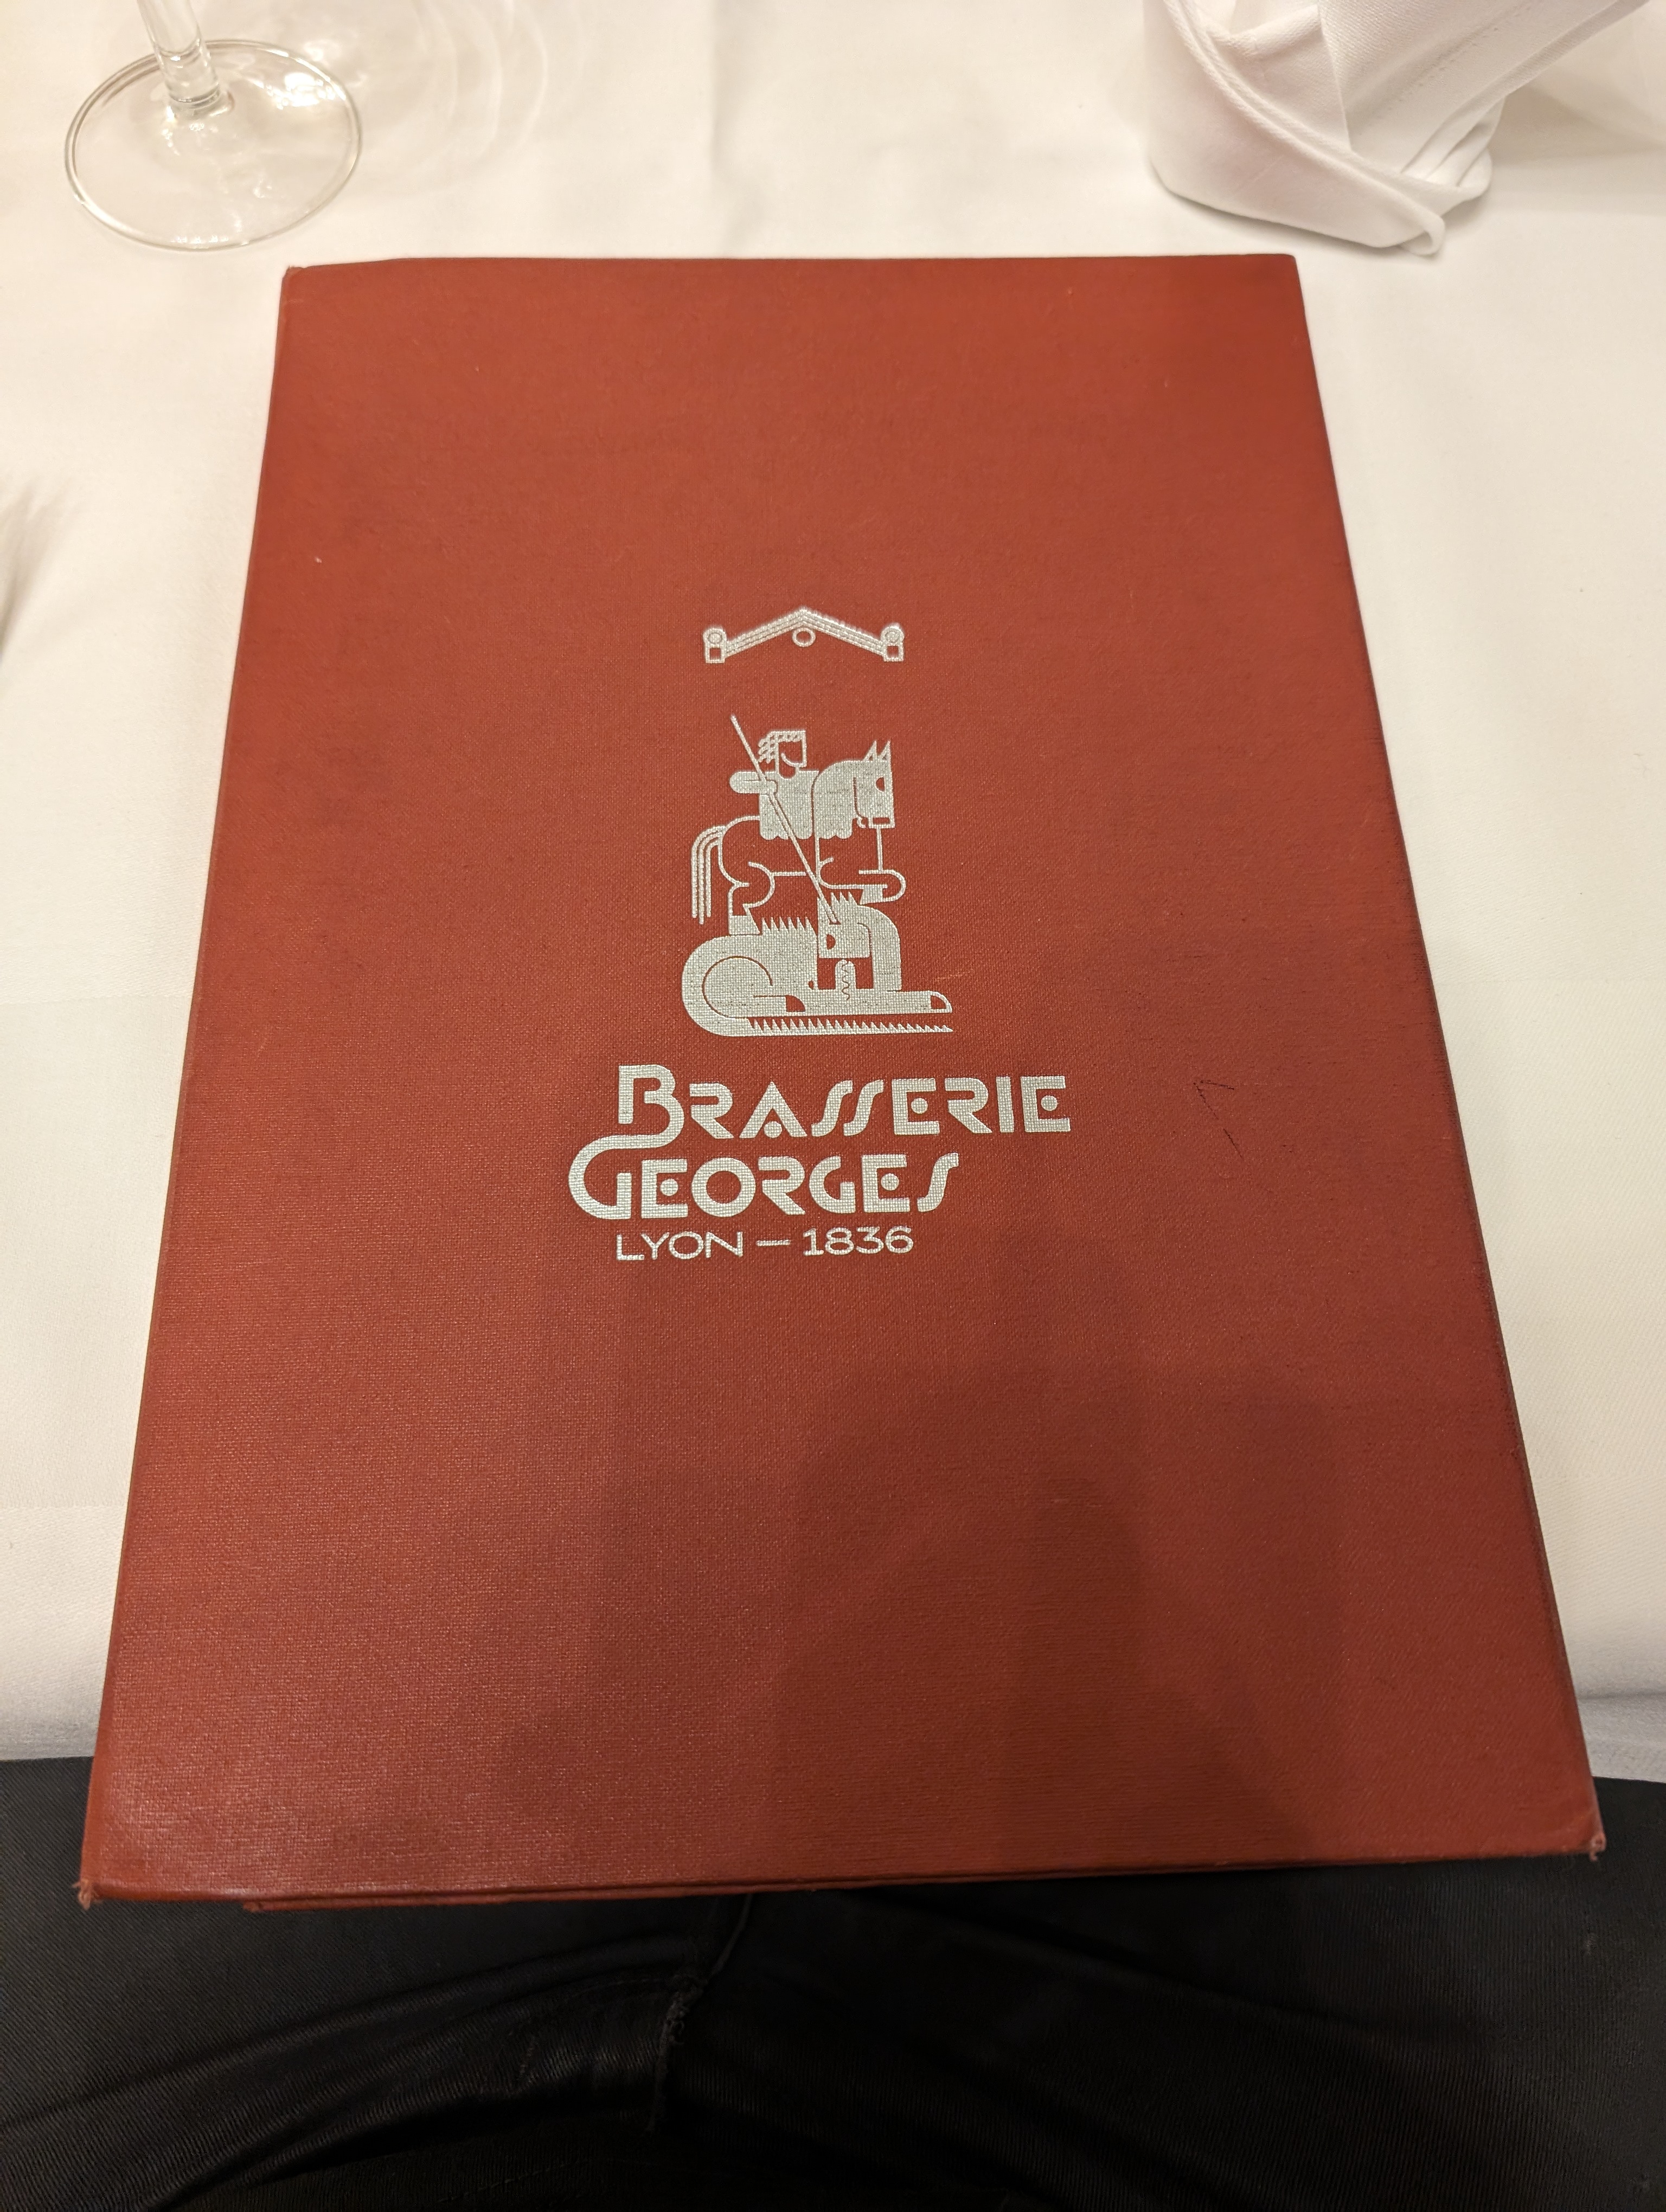 BRASSERIE
GEORGES
LYON — 1836